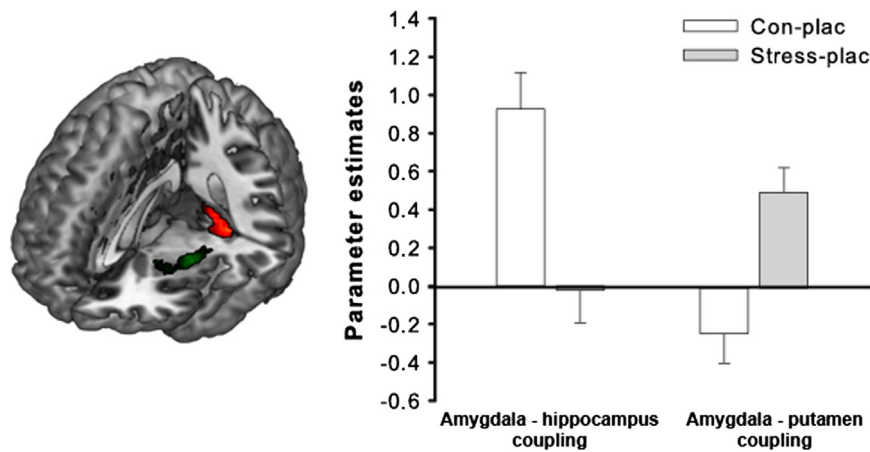 1.4
Con-plac
1.2
Stress-plac
1.0
0.8
0.6
0.4
0.2
0.0
-0.2
-0.4
-0.6
Parameter estimates
Amygdala - hippocampus
coupling
Amygdala - putamen
coupling